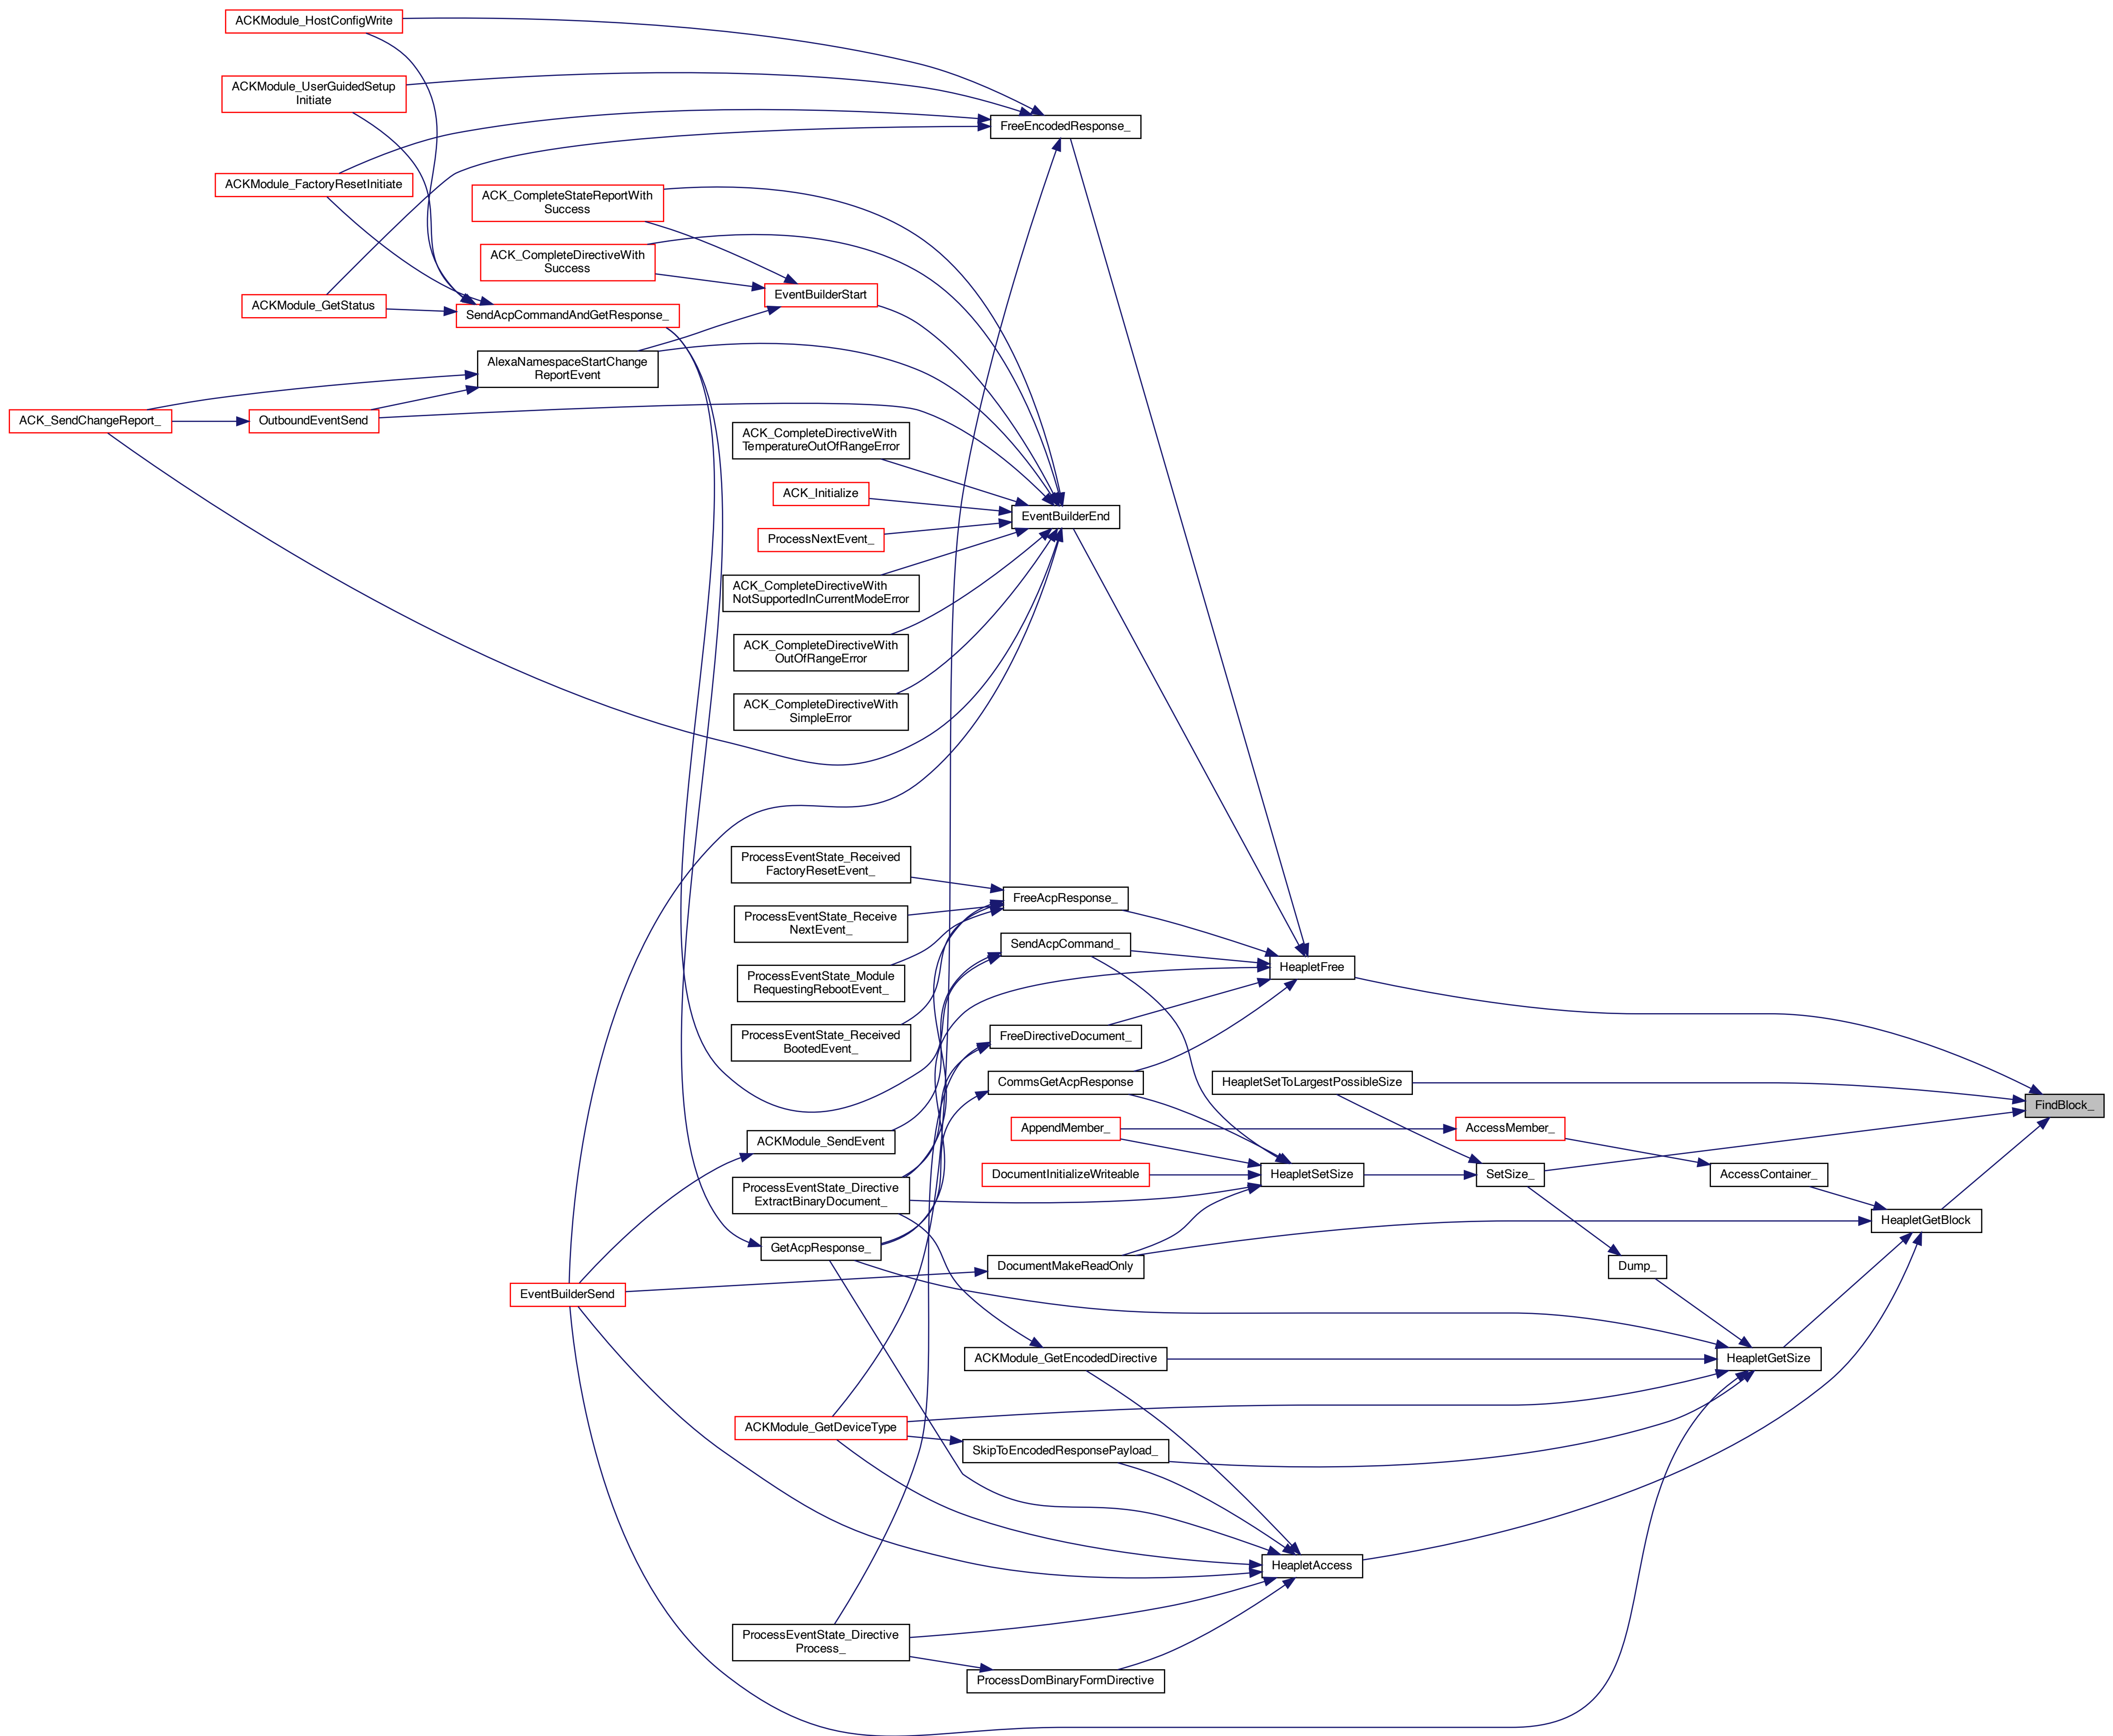 ACKModule_HostConfigWrite
ACKModule_UserGuidedSetup
Initiate
FreeEncodedResponse_
ACKModule_FactoryResetInitiate
ACK_CompleteStateReportWith
Success
ACK_CompleteDirectiveWith
Success
EventBuilderStart
ACKModule_GetStatus
SendAcpCommandAndGetResponse_
AlexaNamespaceStartChange
ReportEvent
ACK_SendChangeReport_
OutboundEventSend
ACK_CompleteDirectiveWith
TemperatureOutOfRangeError
ACK_Initialize
EventBuilderEnd
ProcessNextEvent_
ACK_CompleteDirectiveWith
NotSupportedInCurrentModeError
ACK_CompleteDirectiveWith
OutOfRangeError
ACK_CompleteDirectiveWith
SimpleError
ProcessEventState_Received
FactoryResetEvent_
FreeAcpResponse_
ProcessEventState_Receive
NextEvent_
SendAcpCommand_
HeapletFree
ProcessEventState_Module
RequestingRebootEvent_
ProcessEventState_Received
BootedEvent_
FreeDirectiveDocument_
CommsGetAcpResponse
HeapletSetToLargestPossibleSize
FindBlock_
AppendMember_
AccessMember_
ACKModule_SendEvent
DocumentInitializeWriteable
HeapletSetSize
SetSize_
AccessContainer_
ProcessEventState_Directive
ExtractBinaryDocument_
HeapletGetBlock
GetAcpResponse_
DocumentMakeReadOnly
Dump_
EventBuilderSend
ACKModule_GetEncodedDirective
HeapletGetSize
ACKModule_GetDeviceType
SkipToEncodedResponsePayload_
HeapletAccess
ProcessEventState_Directive
Process_
ProcessDomBinaryFormDirective